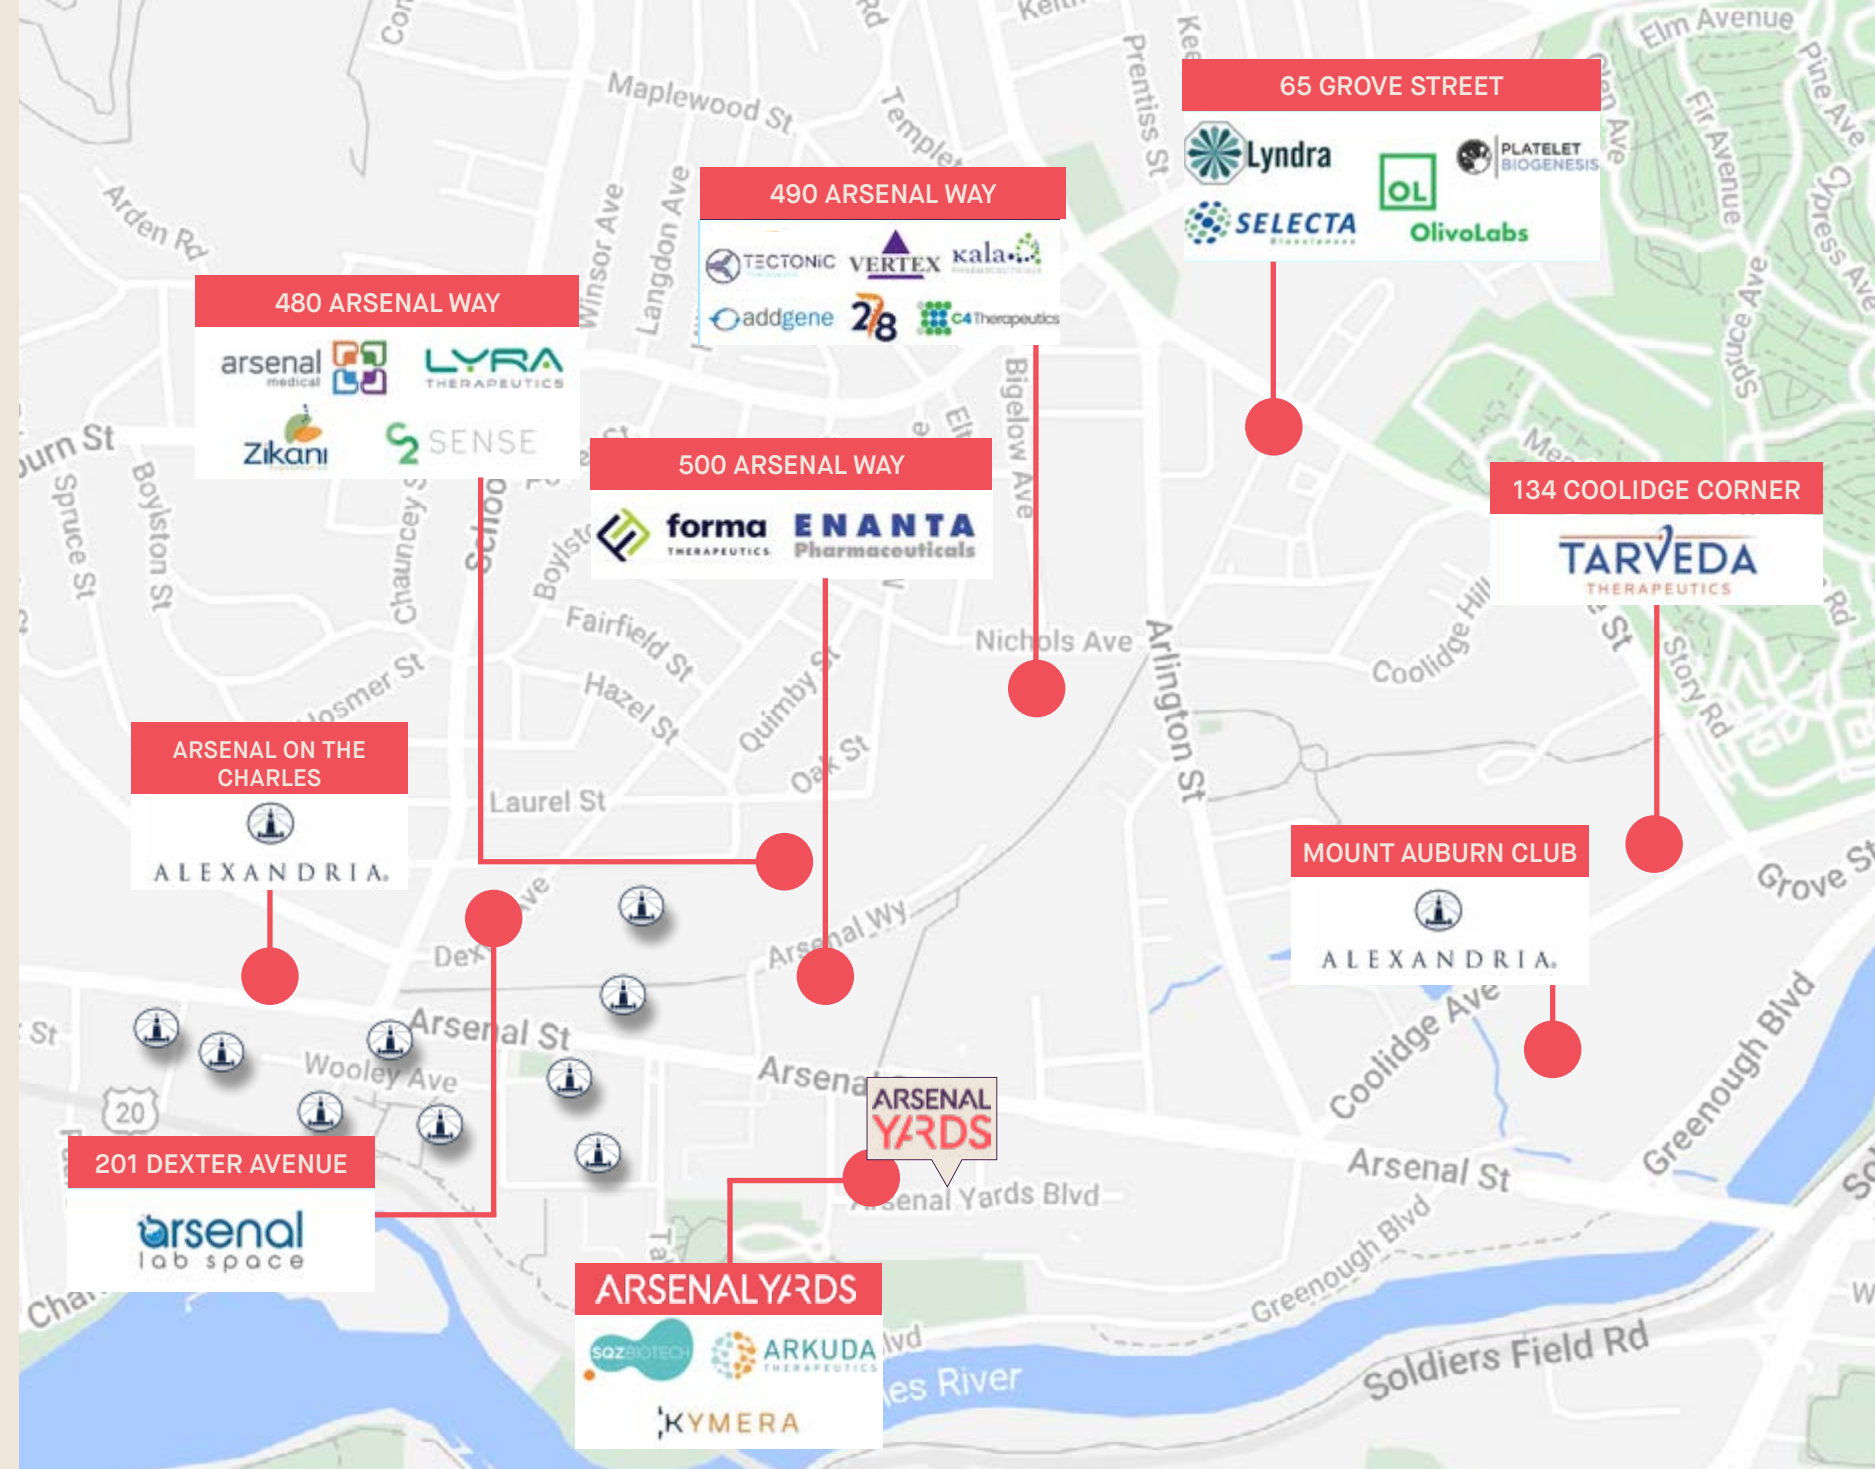 Elm Avenue
Pine Ave
Fir Avenue
Cypress Ave
Spruce Ave
Prentiss St
Maplewood St
Arden Rd
Winsor Ave
Langdon Ave
65 GROVE STREET
Lyndra
PLATELET
BIOGENESIS
OL
SELECTA
OlivoLabs
490 ARSENAL WAY
TECTONIC
VERTEX
Kala
addgene
C4 Therapeutics
480 ARSENAL WAY
arsenal
medical
LYRA
THERAPEUTICS
Zikani
SENSE
500 ARSENAL WAY
forma
THERAPEUTICS
ENANTA
Pharmaceuticals
Bigelow Ave
134 COOLIDGE CORNER
TARVEDA
THERAPEUTICS
Spruce St
Boylston St
Fairfield St
Hazel St
Quimby St
Oak St
Nichols Ave
Arlington St
Story Rd
Laurel St
ARSENAL ON THE
CHARLES
ALEXANDRIA.
MOUNT AUBURN CLUB
ALEXANDRIA.
Grove St
Arsenal Wy
Arsenal St
Wooley Ave
20
St
Coolidge Ave
Greenough Blvd
ARSENAL
YARDS
Arsenal St
201 DEXTER AVENUE
arsenal
lab space
Greenough Blvd
ARSENAL YARDS
SQZ BIOTECH
ARKUDA
THERAPEUTICS
KYMERA
River
Soldiers Field Rd